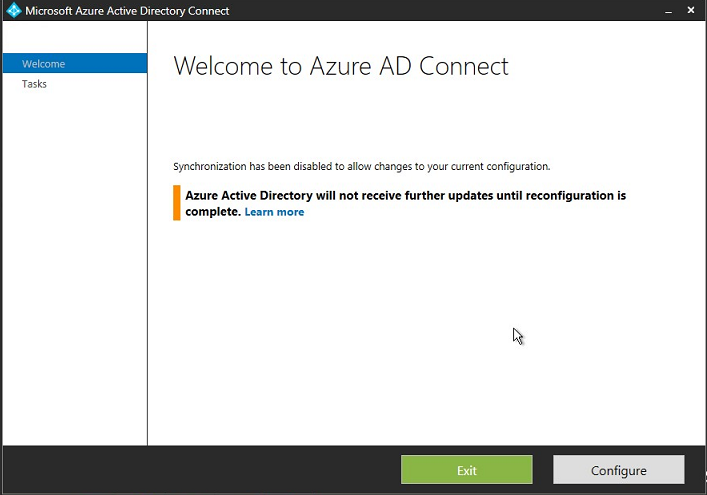 Microsoft Azure Active Directory Connect
Welcome
Tasks
Welcome to Azure AD Connect
Synchronization has been disabled to allow changes to your current configuration.
Azure Active Directory will not receive further updates until reconfiguration is
complete. Learn more
Exit
Configure